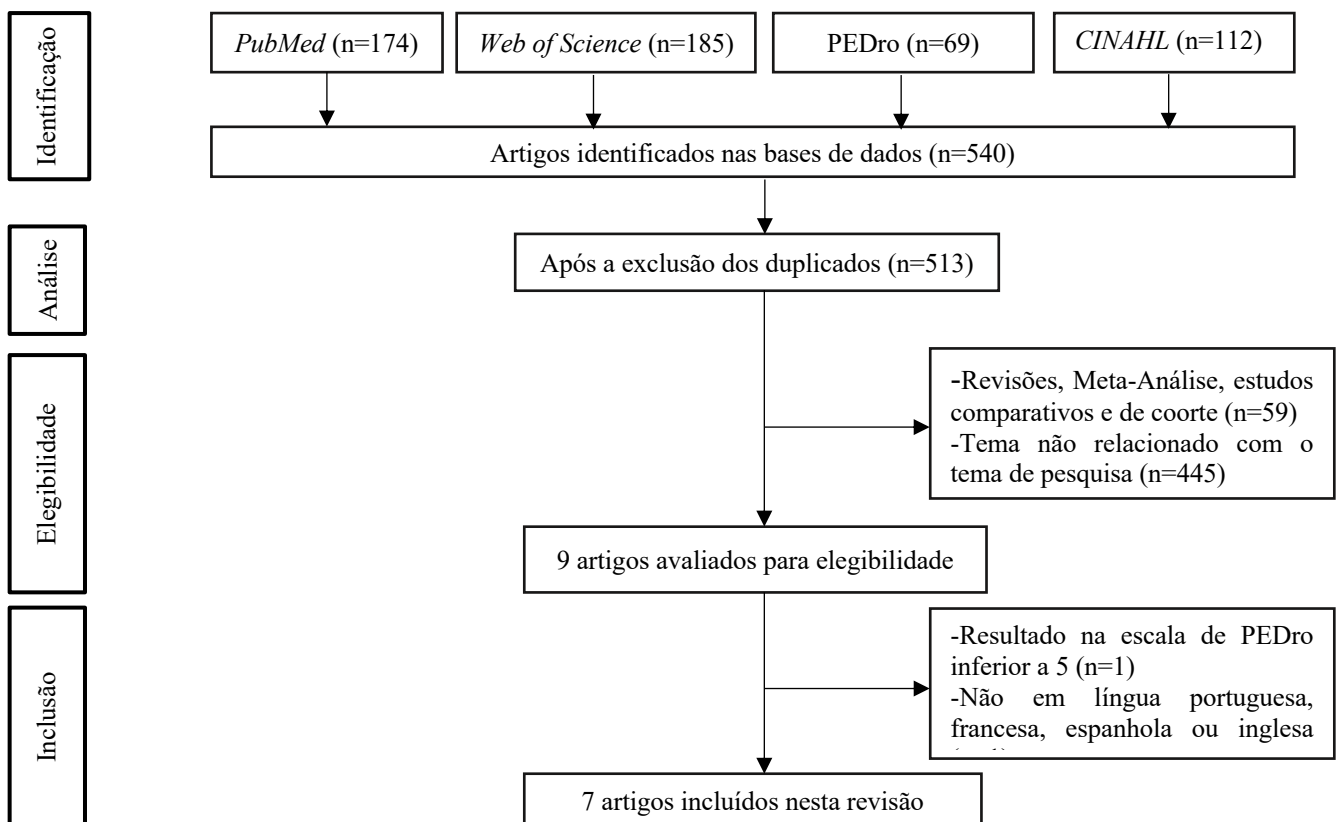 Identificação
PubMed (n=174)
Web of Science (n=185)
PEDro (n=69)
CINAHL (n=112)
Artigos identificados nas bases de dados (n=540)
Análise
Após a exclusão dos duplicados (n=513)
Elegibilidade
-Revisões, Meta-Análise, estudos
comparativos e de coorte (n=59)
-Tema não relacionado com o
tema de pesquisa (n=445)
9 artigos avaliados para elegibilidade
Inclusão
-Resultado na escala de PEDro
inferior a 5 (n=1)
-Não em língua portuguesa,
francesa, espanhola ou inglesa
7 artigos incluídos nesta revisão